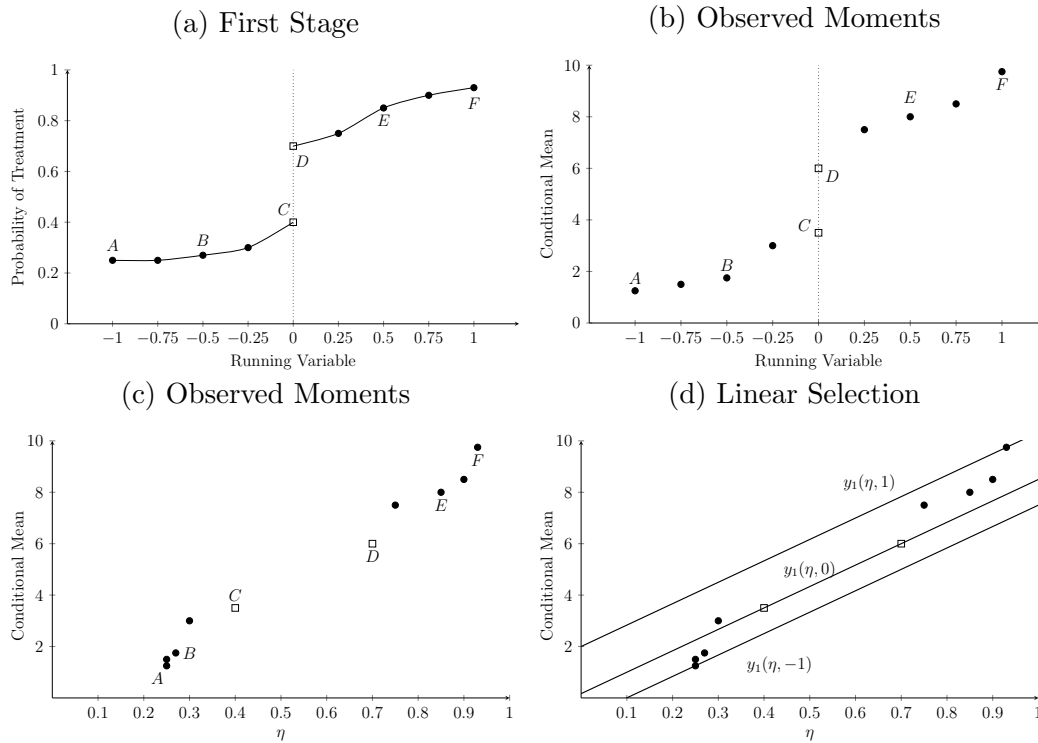 (a) First Stage
Probability of Treatment
1
0.8
0.6
0.4
0.2
0
A
B
C
D
E
F
−1 −0.75 −0.5 −0.25 0 0.25 0.5 0.75 1
Running Variable
(b) Observed Moments
Conditional Mean
10
8
6
4
2
0
A
B
C
D
E
F
−1 −0.75 −0.5 −0.25 0 0.25 0.5 0.75 1
Running Variable
(c) Observed Moments
Conditional Mean
10
8
6
4
2
A
B
C
D
E
F
0.1 0.2 0.3 0.4 0.5 0.6 0.7 0.8 0.9 1
η
(d) Linear Selection
Conditional Mean
10
8
6
4
2
y₁(η, 1)
y₁(η, 0)
y₁(η, −1)
0.1 0.2 0.3 0.4 0.5 0.6 0.7 0.8 0.9 1
η